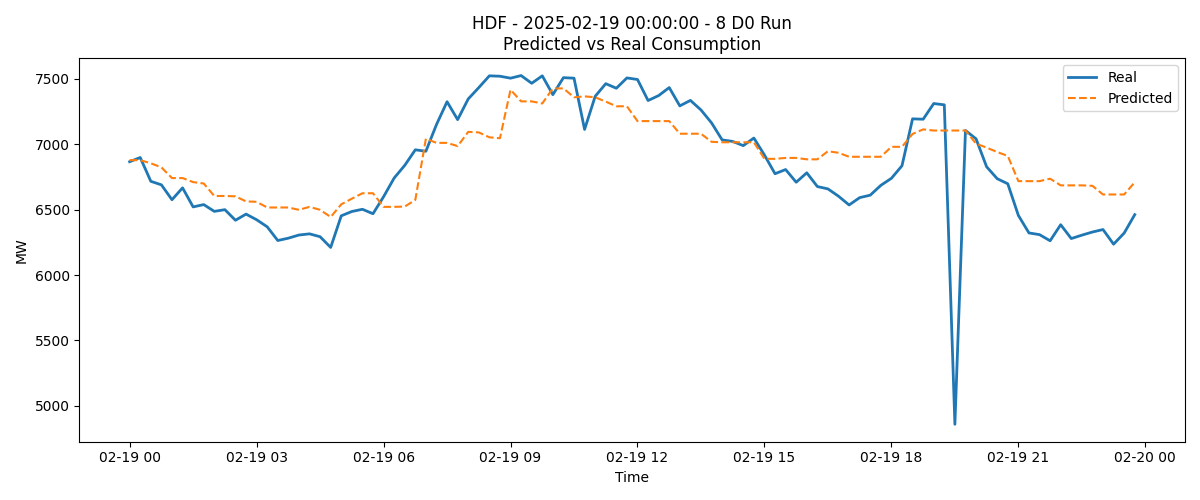 HDF - 2025-02-19 00:00:00 - 8 D0 Run
Predicted vs Real Consumption
Real
Predicted
7500
7000
6500
6000
5500
5000
MW
02-19 00
02-19 03
02-19 06
02-19 09
02-19 12
02-19 15
02-19 18
02-19 21
02-20 00
Time